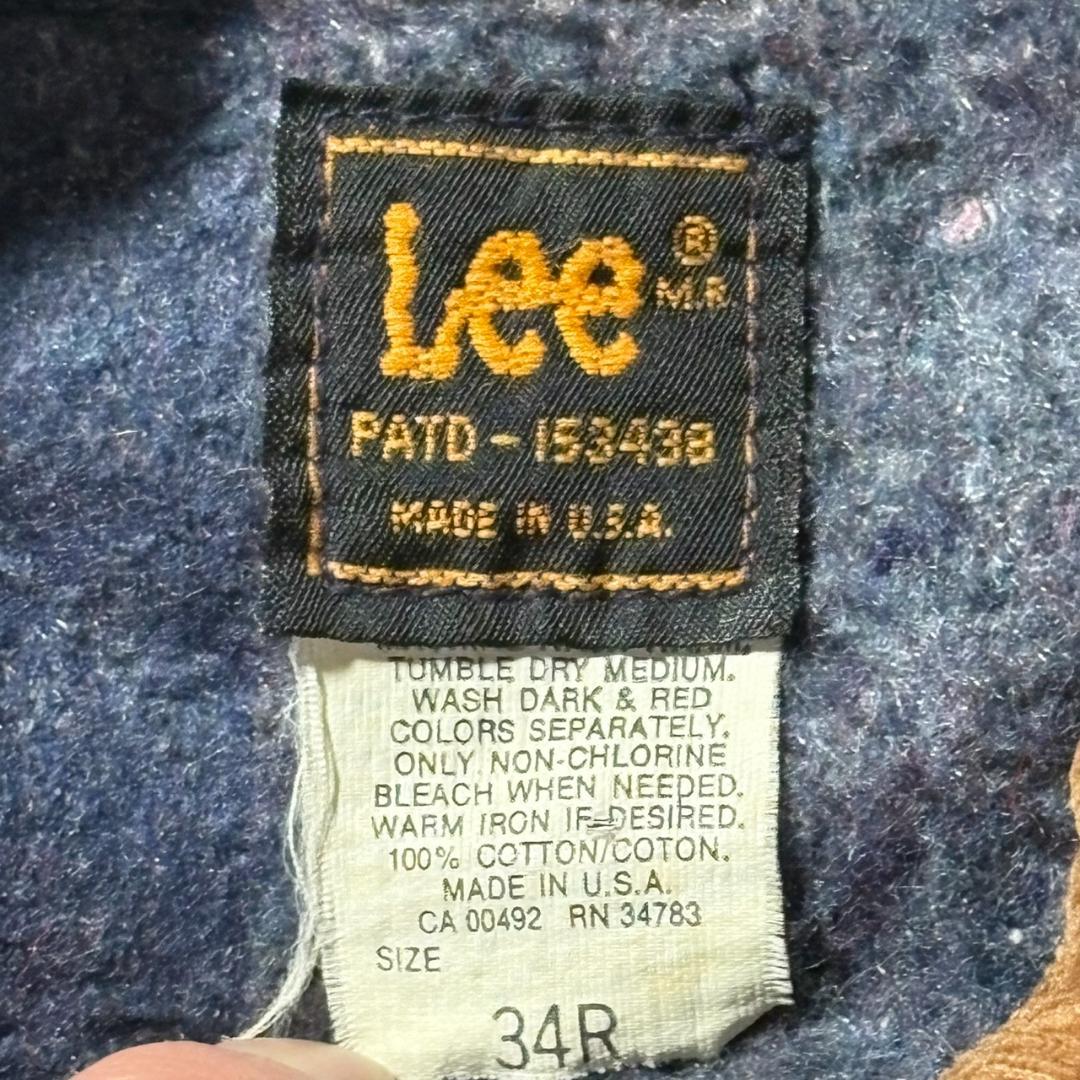 Lee ®
M.R.
PATD - 153438
MADE IN U.S.A.
TUMBLE DRY MEDIUM.
WASH DARK & RED
COLORS SEPARATELY.
ONLY NON-CHLORINE
BLEACH WHEN NEEDED.
WARM IRON IF DESIRED.
100% COTTON/COTON.
MADE IN U.S.A.
CA 00492 RN 34783
SIZE
34R